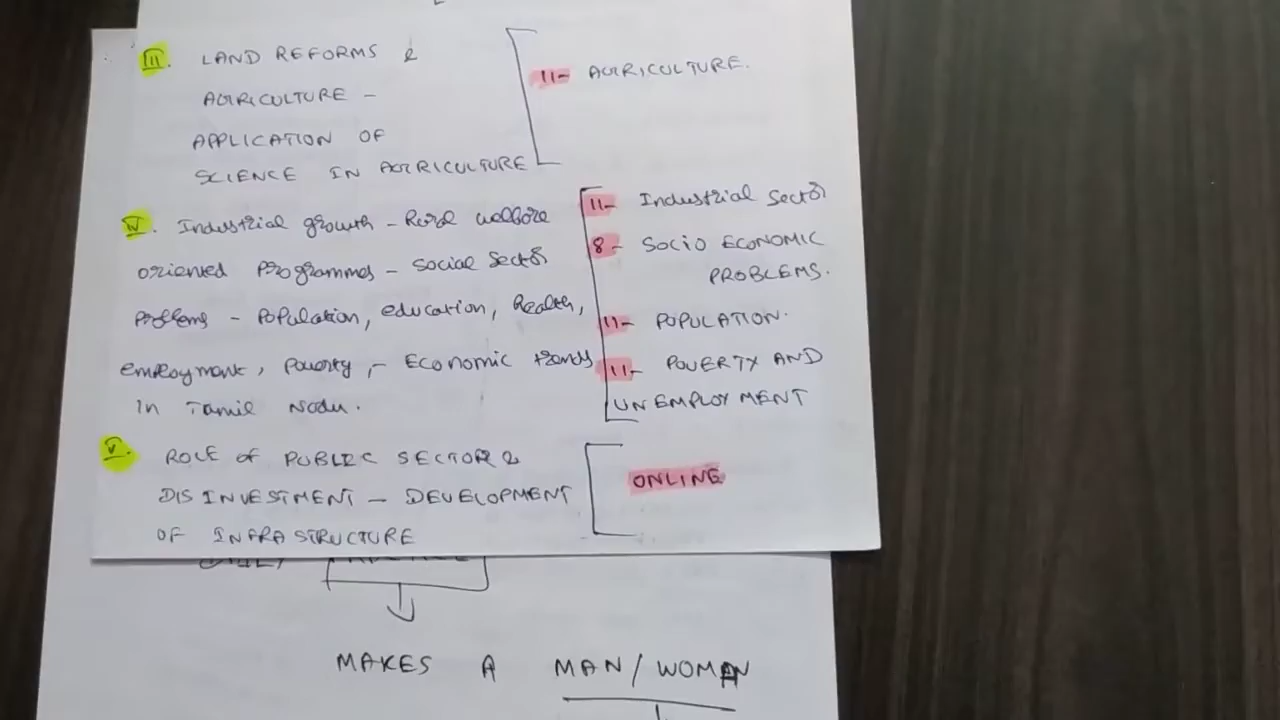 III. LAND REFORMS &
AGRICULTURE -
APPLICATION OF
SCIENCE IN AGRICULTURE
11- AGRICULTURE.
IV. Industrial growth - Rural welfare
oriented Programmes - Social Sector
Problems - Population, education, Health,
employment, Poverty, - Economic trends
in Tamil Nadu.
11- Industrial Sector
8- SOCIO ECONOMIC
PROBLEMS.
11- POPULATION.
11- POVERTY AND
UNEMPLOYMENT
V. ROLE OF PUBLIC SECTOR &
DISINVESTMENT - DEVELOPMENT
OF INFRASTRUCTURE
ONLINE
MAKES A MAN/WOMAN